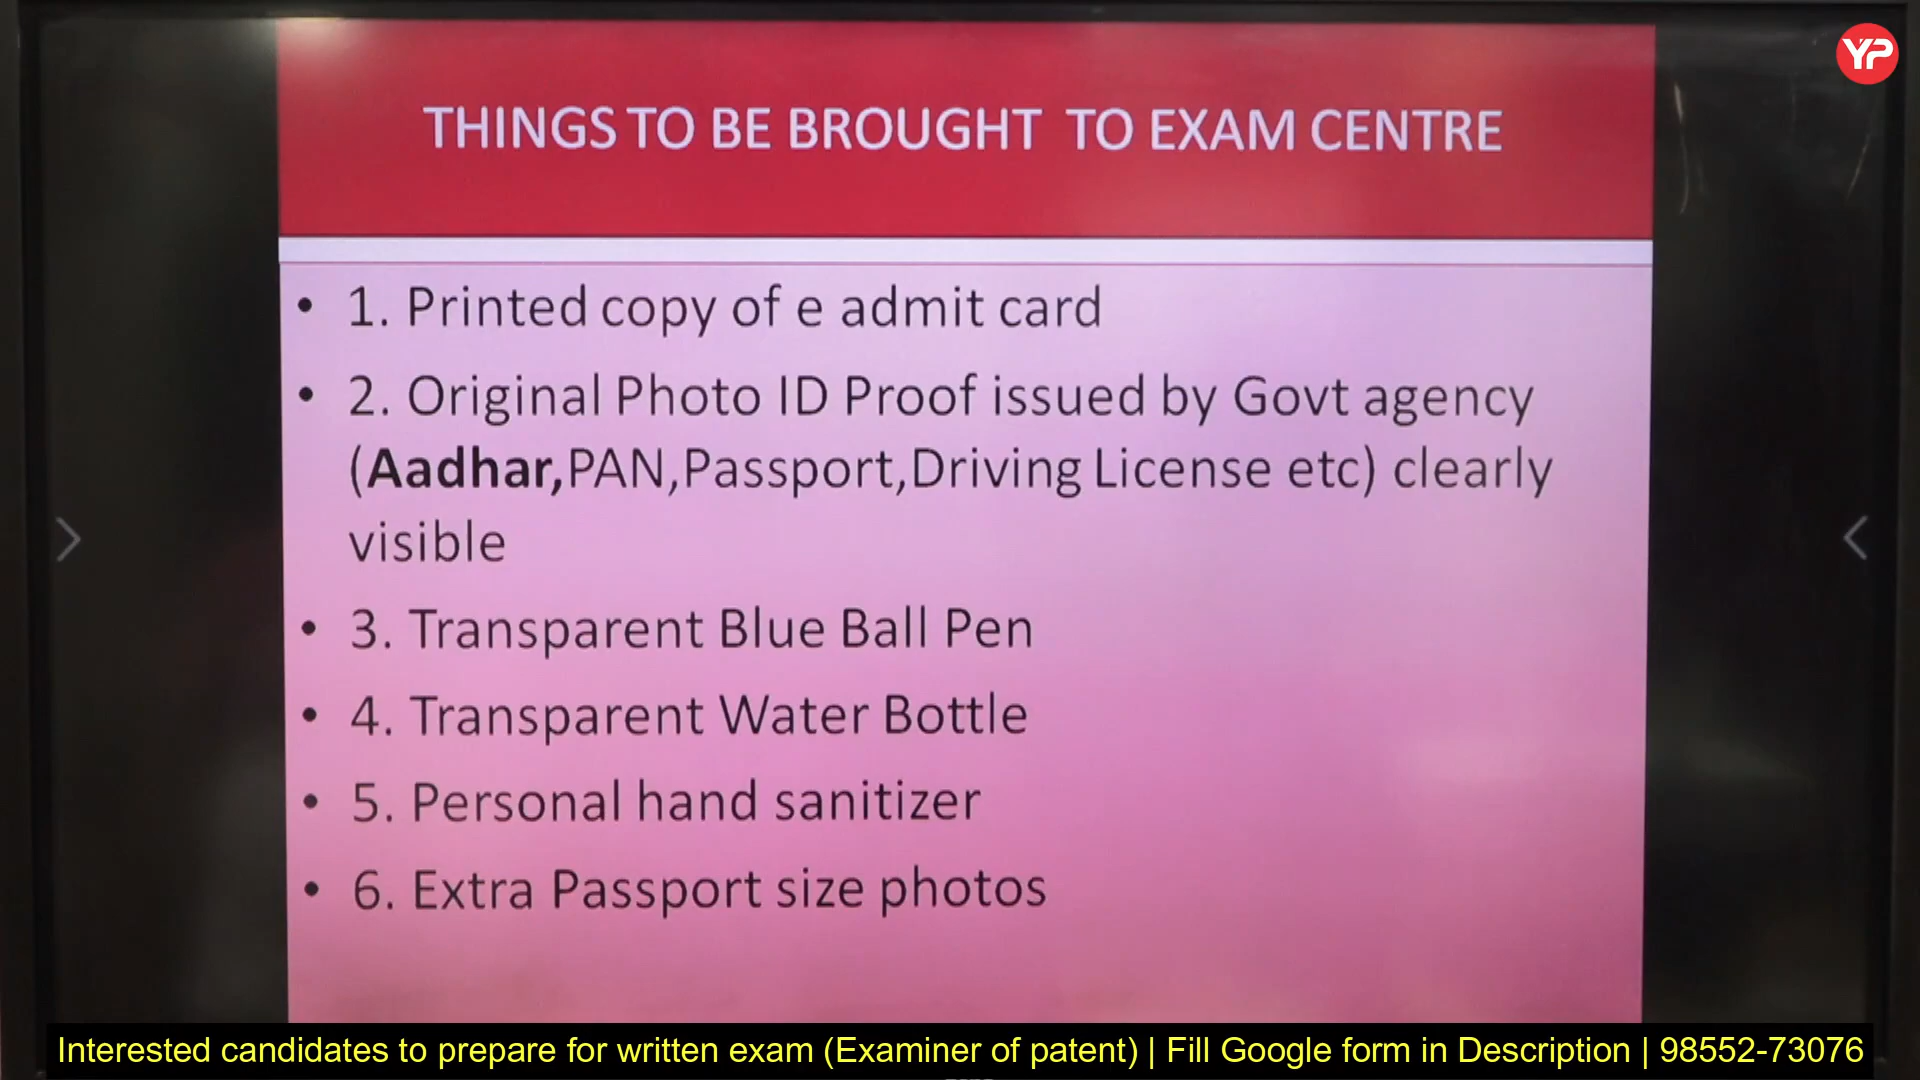 YP
THINGS TO BE BROUGHT TO EXAM CENTRE
• 1. Printed copy of e admit card
• 2. Original Photo ID Proof issued by Govt agency
(Aadhar,PAN,Passport,Driving License etc) clearly
visible
• 3. Transparent Blue Ball Pen
• 4. Transparent Water Bottle
• 5. Personal hand sanitizer
• 6. Extra Passport size photos
Interested candidates to prepare for written exam (Examiner of patent) | Fill Google form in Description | 98552-73076